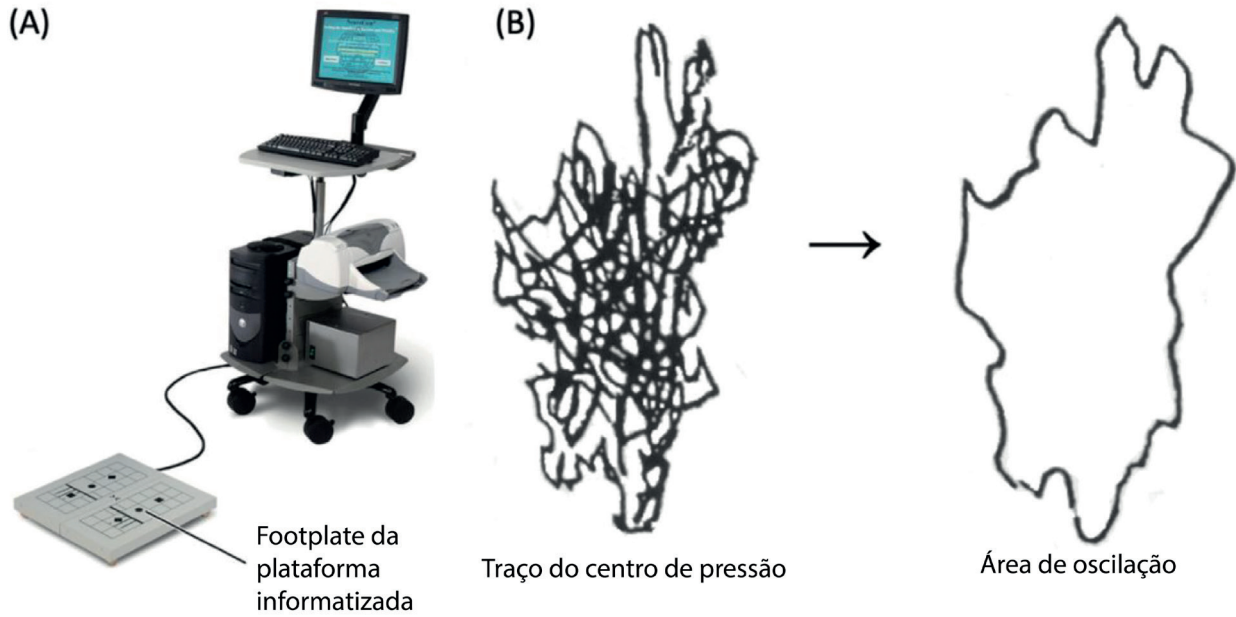 (A)
(B)
Footplate da
plataforma
informatizada
Traço do centro de pressão
Área de oscilação